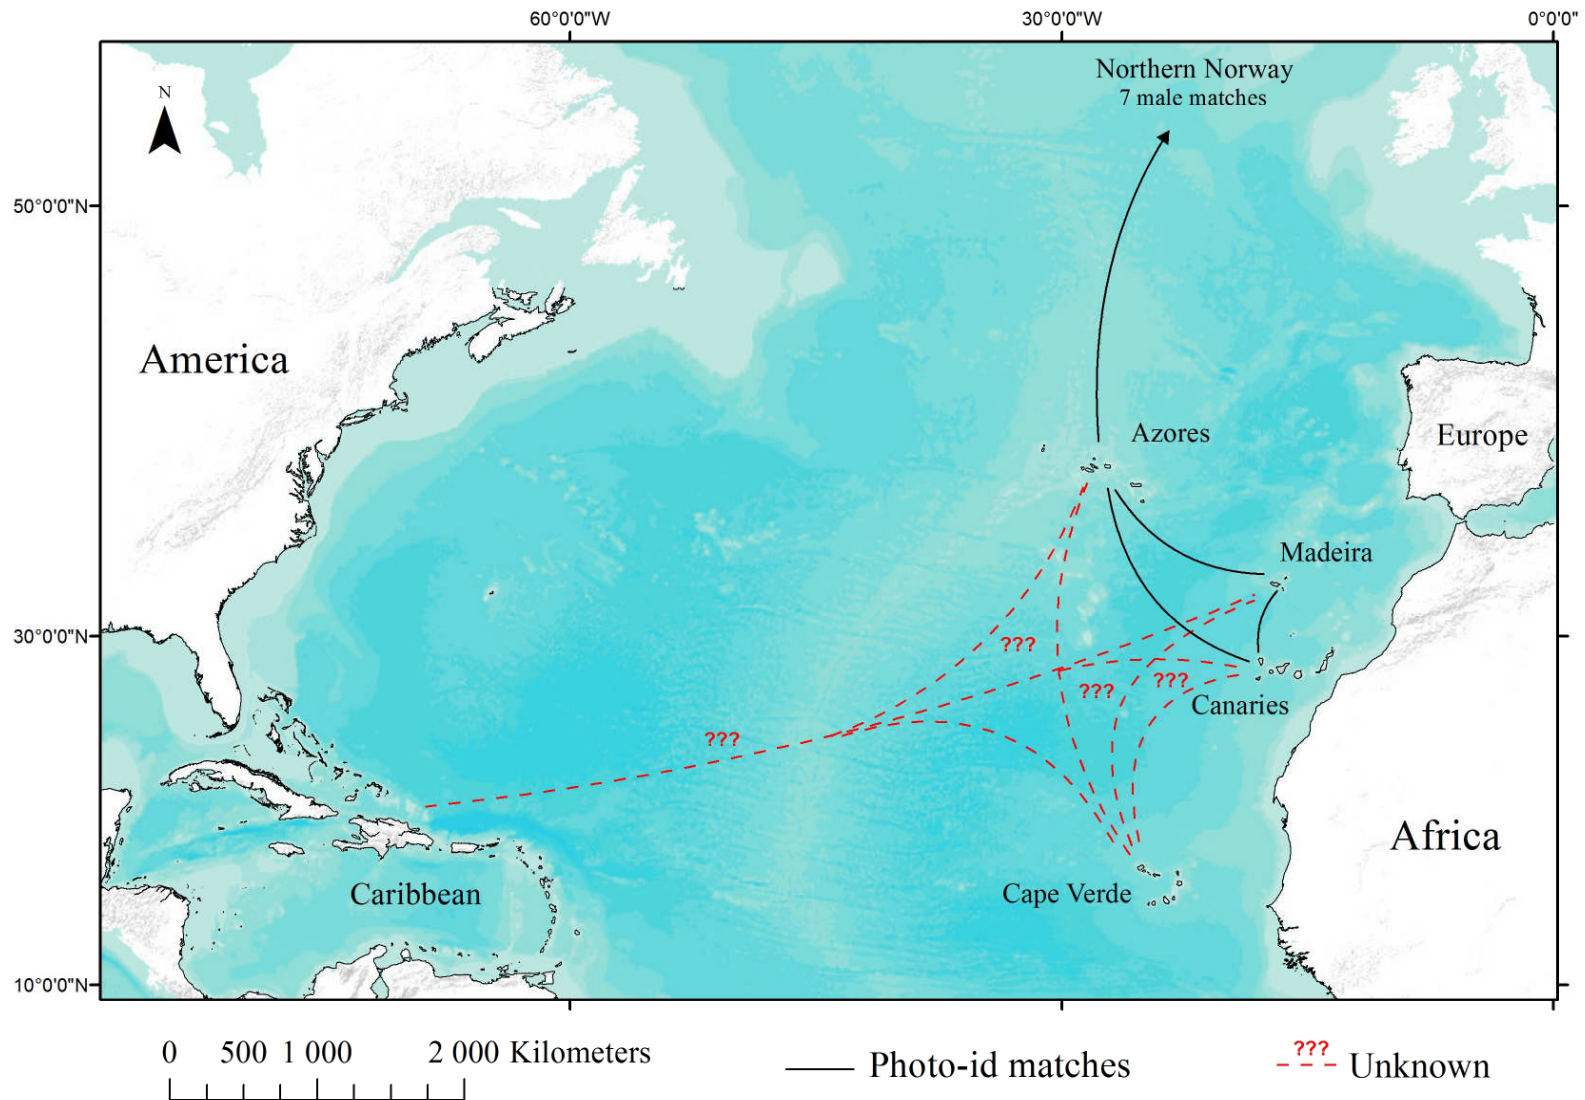 60°0'0"W
30°0'0"W
0°0'0"
Northern Norway
7 male matches
N
50°0'0"N
America
Azores
Europe
Madeira
30°0'0"N
???
???
???
Canaries
???
Africa
Caribbean
Cape Verde
10°0'0"N
0 500 1 000 2 000 Kilometers
Photo-id matches
??? Unknown